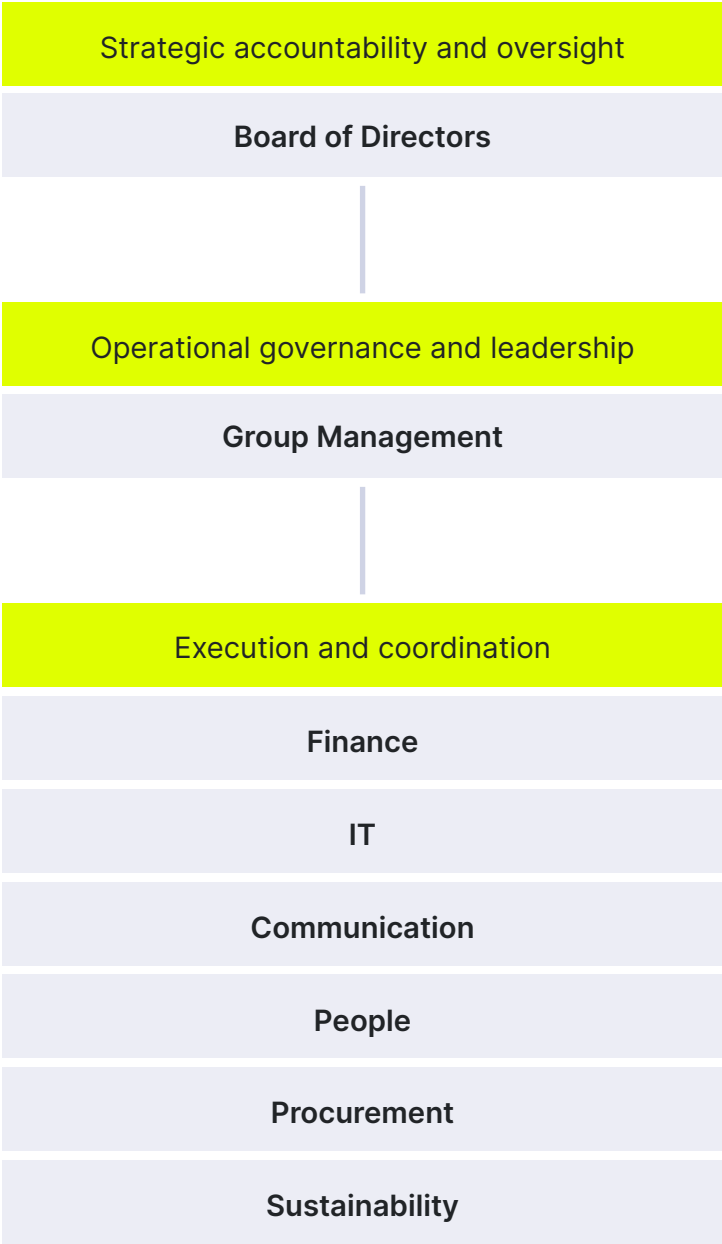 Strategic accountability and oversight
Board of Directors
Operational governance and leadership
Group Management
Execution and coordination
Finance
IT
Communication
People
Procurement
Sustainability